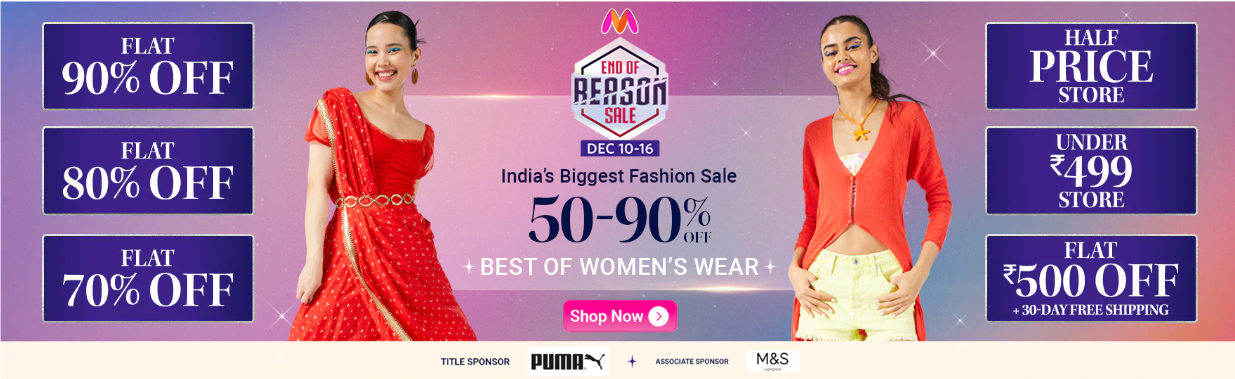 FLAT
90% OFF
FLAT
80% OFF
FLAT
70% OFF
END OF
REASON
SALE
DEC 10-16
India's Biggest Fashion Sale
50-90% OFF
BEST OF WOMEN'S WEAR
Shop Now
HALF
PRICE
STORE
UNDER
₹499
STORE
FLAT
₹500 OFF
+ 30-DAY FREE SHIPPING
TITLE SPONSOR PUMA ASSOCIATE SPONSOR M&S
LONDON